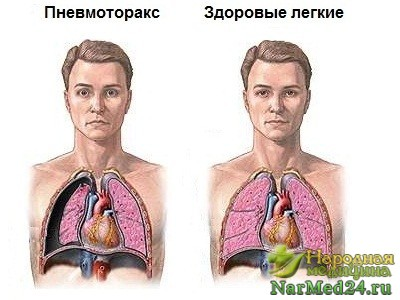 Пневмоторакс
Здоровые легкие
Народная
медицина
NarMed24.ru